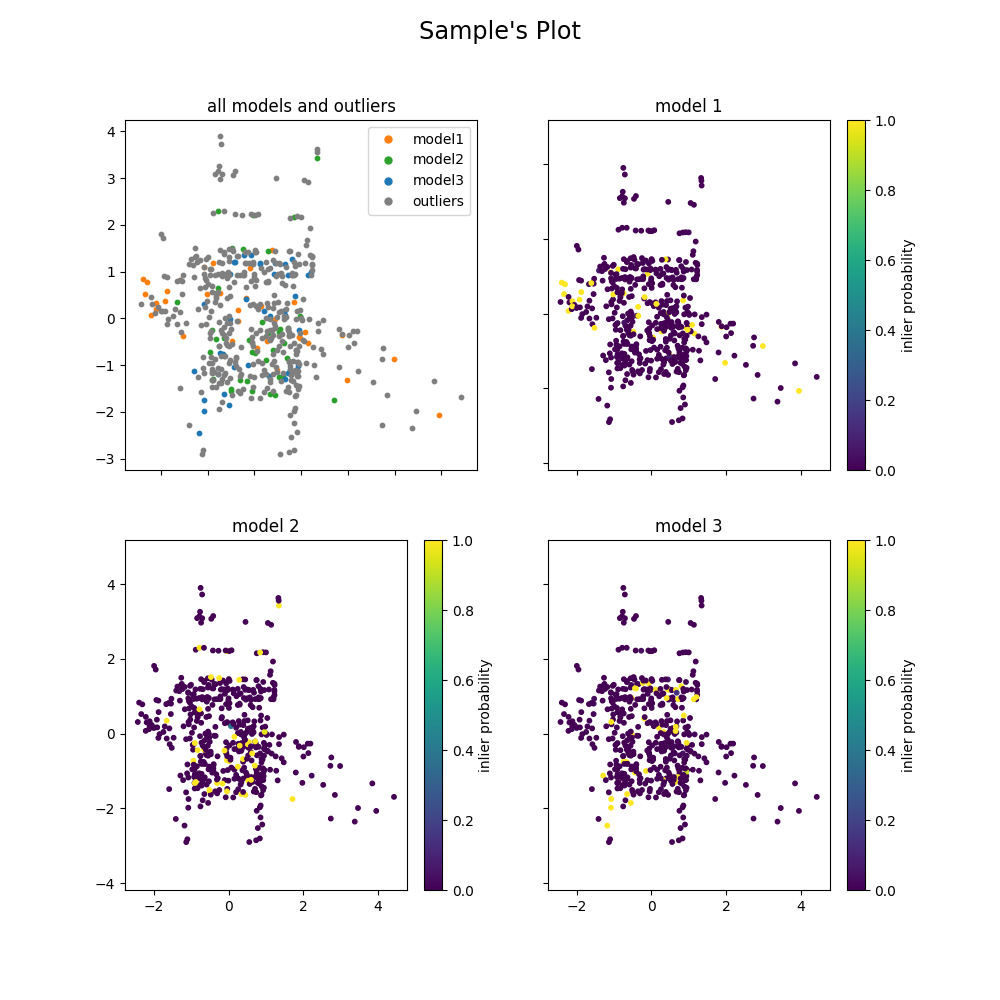 Sample's Plot
all models and outliers
4
3
2
1
0
−1
−2
−3
model1
model2
model3
outliers
model 1
1.0
0.8
0.6
0.4
0.2
0.0
inlier probability
model 2
4
2
0
−2
−4
−2 0 2 4
1.0
0.8
0.6
0.4
0.2
0.0
inlier probability
model 3
−2 0 2 4
1.0
0.8
0.6
0.4
0.2
0.0
inlier probability